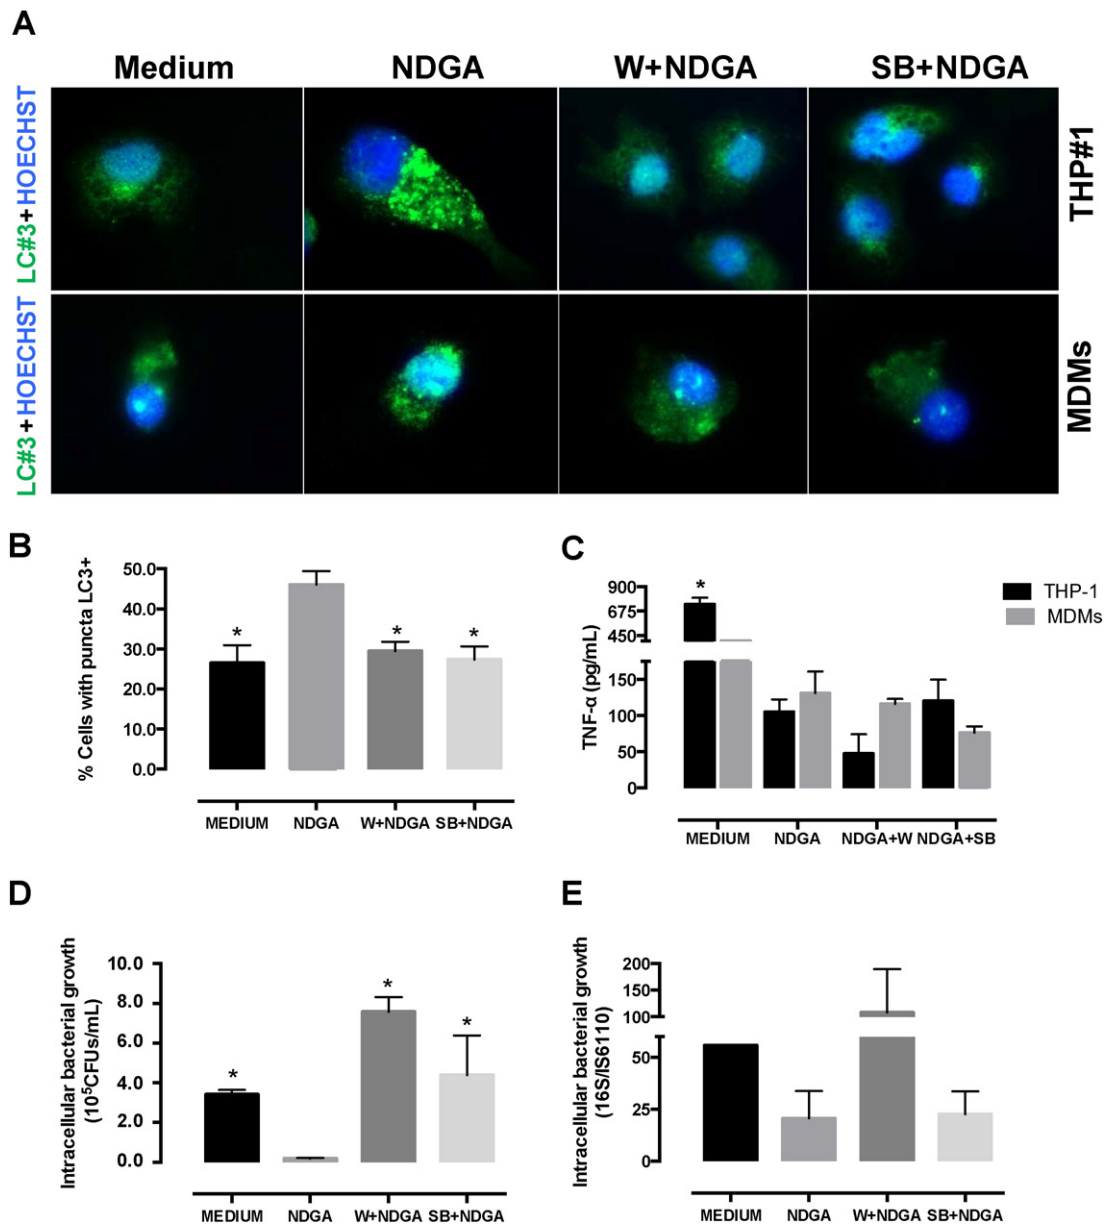 A
Medium NDGA W+NDGA SB+NDGA
LC#3+HOECHST
THP#1
LC#3+HOECHST
MDMs
B
% Cells with puncta LC3+
50.0
40.0
30.0
20.0
10.0
0.0
* * *
MEDIUM NDGA W+NDGA SB+NDGA
C
TNF-α (pg/mL)
900
675
450
150
100
50
0
*
THP-1
MDMs
MEDIUM NDGA NDGA+W NDGA+SB
D
Intracellular bacterial growth
(10⁵CFUs/mL)
10.0
8.0
6.0
4.0
2.0
0.0
* * *
MEDIUM NDGA W+NDGA SB+NDGA
E
Intracellular bacterial growth
(16S/IS6110)
200
150
100
50
25
0
MEDIUM NDGA W+NDGA SB+NDGA